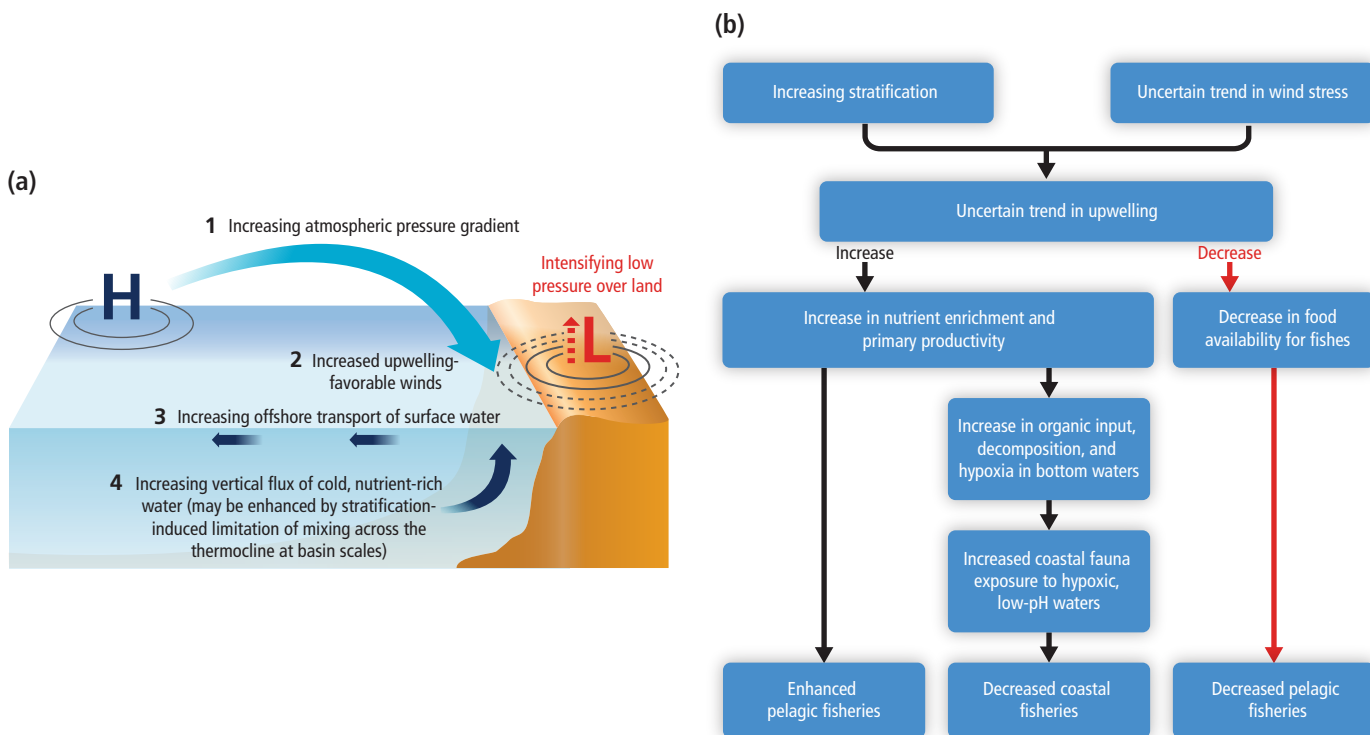 (a)
1 Increasing atmospheric pressure gradient
H
Intensifying low
pressure over land
L
2 Increased upwelling-
favorable winds
3 Increasing offshore transport of surface water
4 Increasing vertical flux of cold, nutrient-rich
water (may be enhanced by stratification-
induced limitation of mixing across the
thermocline at basin scales)
(b)
Increasing stratification
Uncertain trend in wind stress
Uncertain trend in upwelling
Increase
Decrease
Increase in nutrient enrichment and
primary productivity
Decrease in food
availability for fishes
Increase in organic input,
decomposition, and
hypoxia in bottom waters
Increased coastal fauna
exposure to hypoxic,
low-pH waters
Enhanced
pelagic fisheries
Decreased coastal
fisheries
Decreased pelagic
fisheries